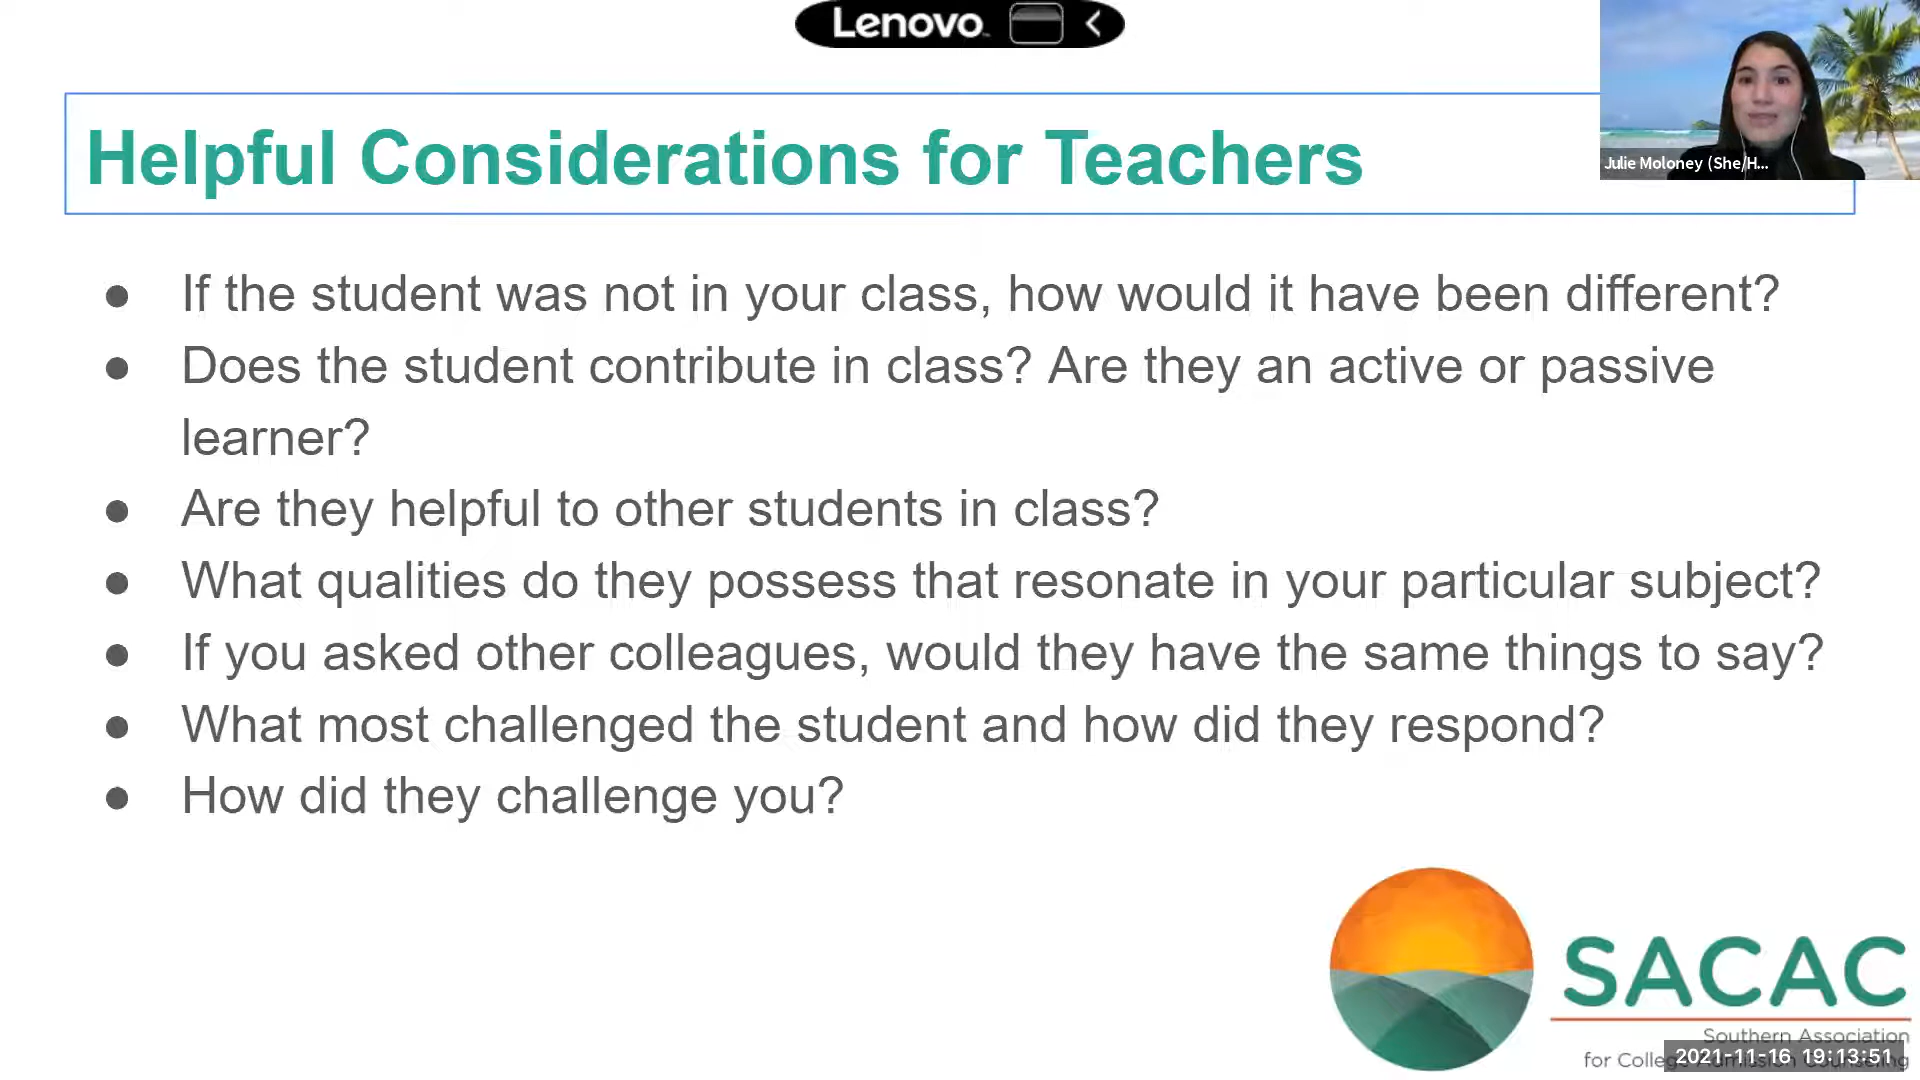 Lenovo
Helpful Considerations for Teachers
Julie Moloney (She/H...
● If the student was not in your class, how would it have been different?
● Does the student contribute in class? Are they an active or passive
learner?
● Are they helpful to other students in class?
● What qualities do they possess that resonate in your particular subject?
● If you asked other colleagues, would they have the same things to say?
● What most challenged the student and how did they respond?
● How did they challenge you?
SACAC
Southern Association
for College Admission Counseling
2021-11-16 19:13:51